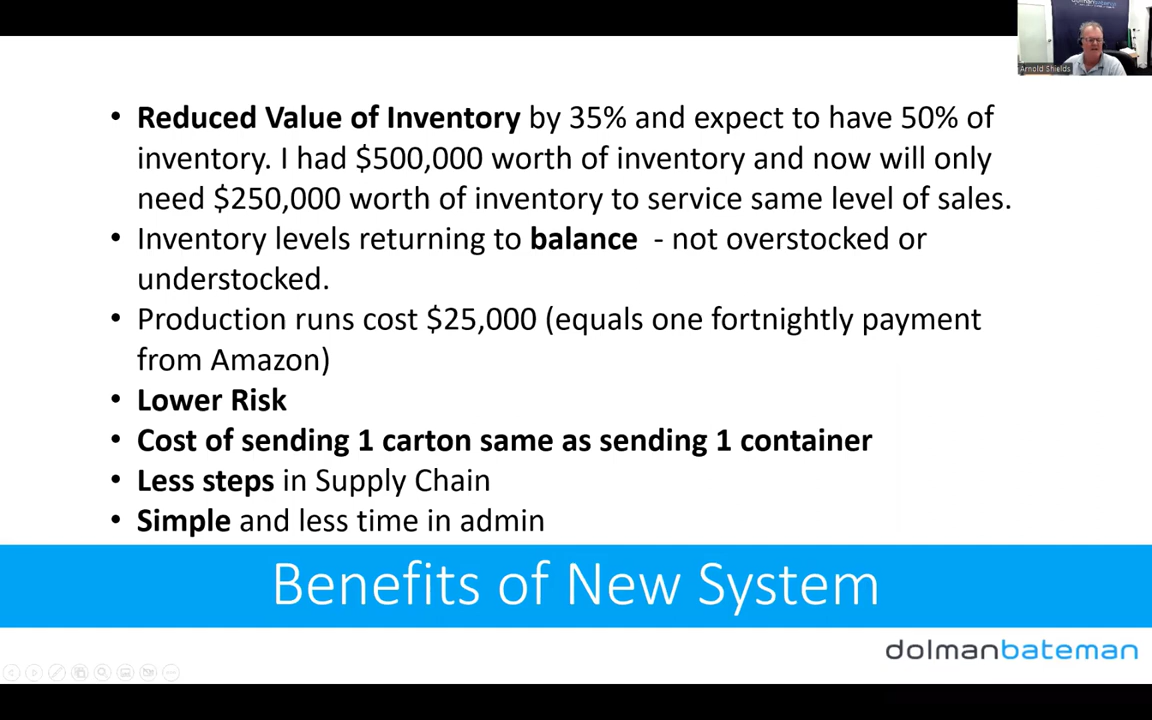 dolmanbateman
Arnold Shields
• Reduced Value of Inventory by 35% and expect to have 50% of
inventory. I had $500,000 worth of inventory and now will only
need $250,000 worth of inventory to service same level of sales.
• Inventory levels returning to balance - not overstocked or
understocked.
• Production runs cost $25,000 (equals one fortnightly payment
from Amazon)
• Lower Risk
• Cost of sending 1 carton same as sending 1 container
• Less steps in Supply Chain
• Simple and less time in admin
Benefits of New System
dolmanbateman